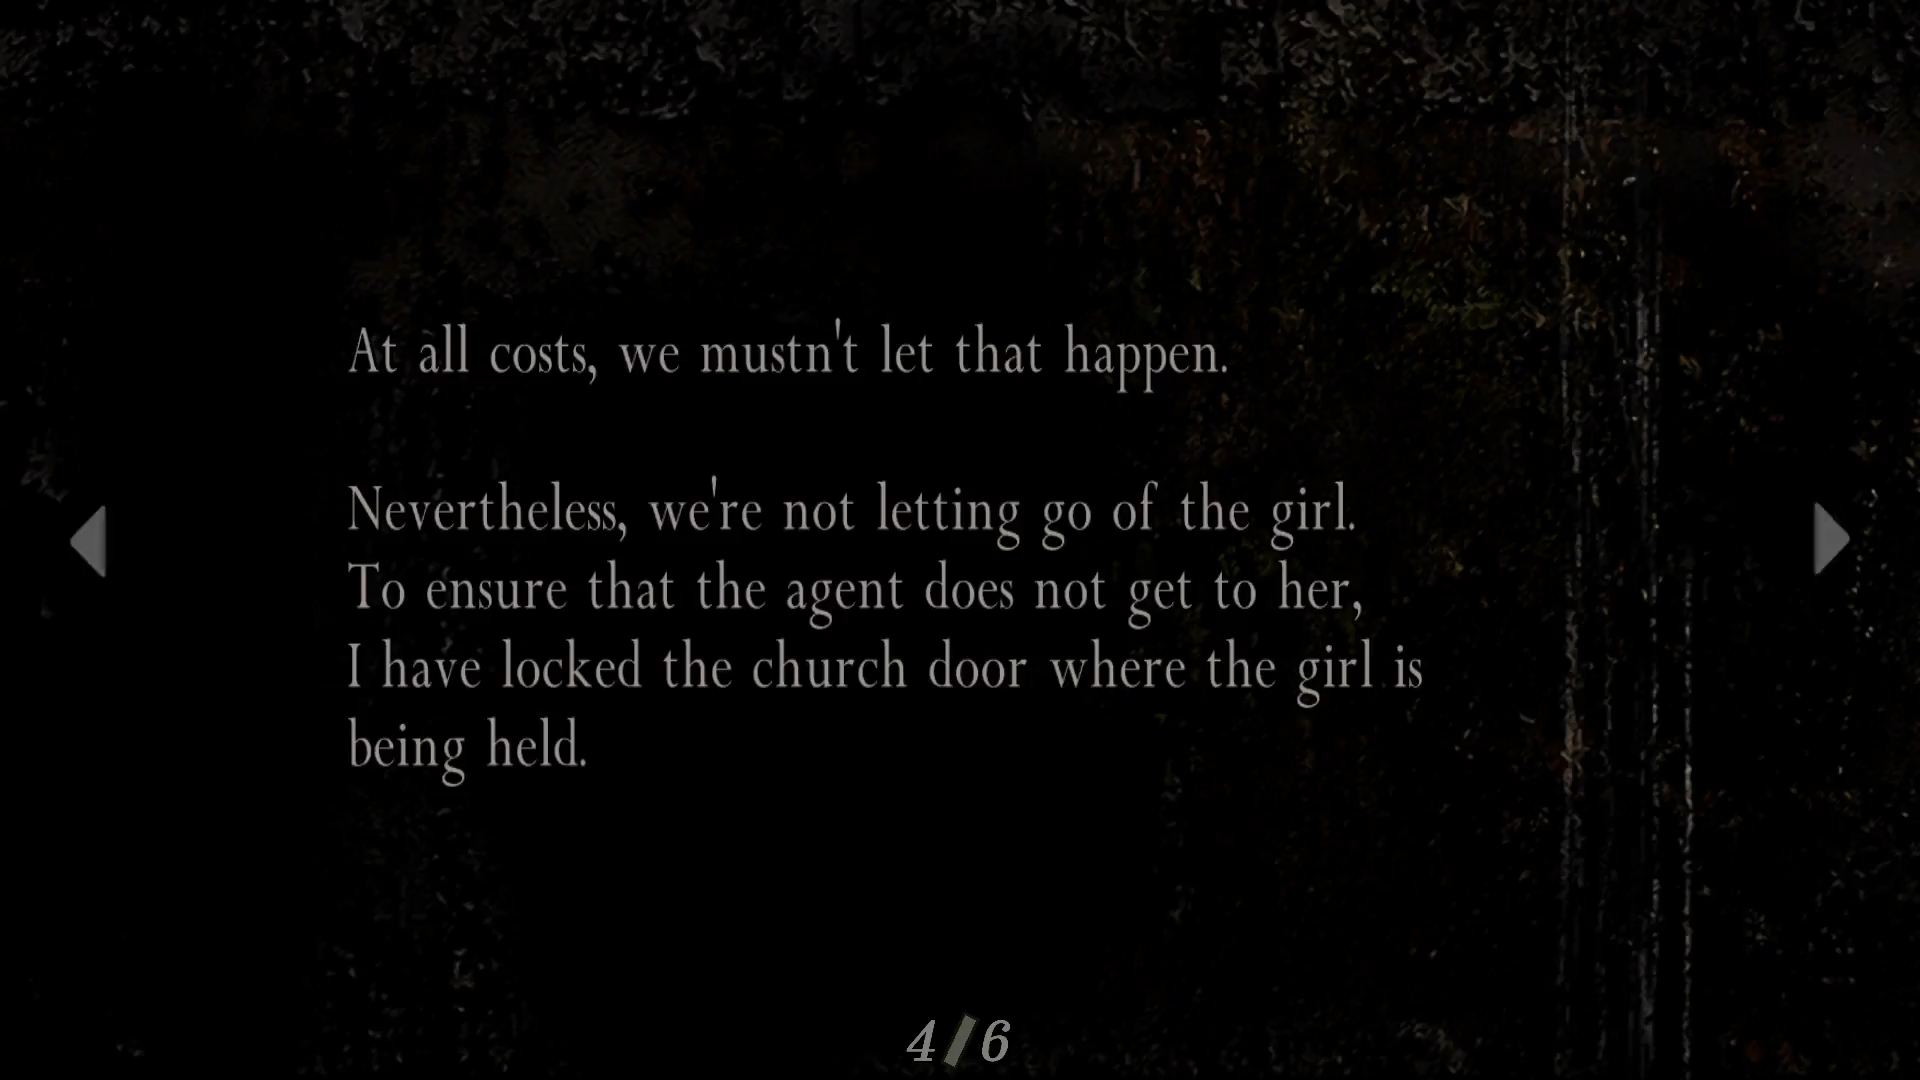 At all costs, we mustn't let that happen.
Nevertheless, we're not letting go of the girl.
To ensure that the agent does not get to her,
I have locked the church door where the girl is
being held.
4/6